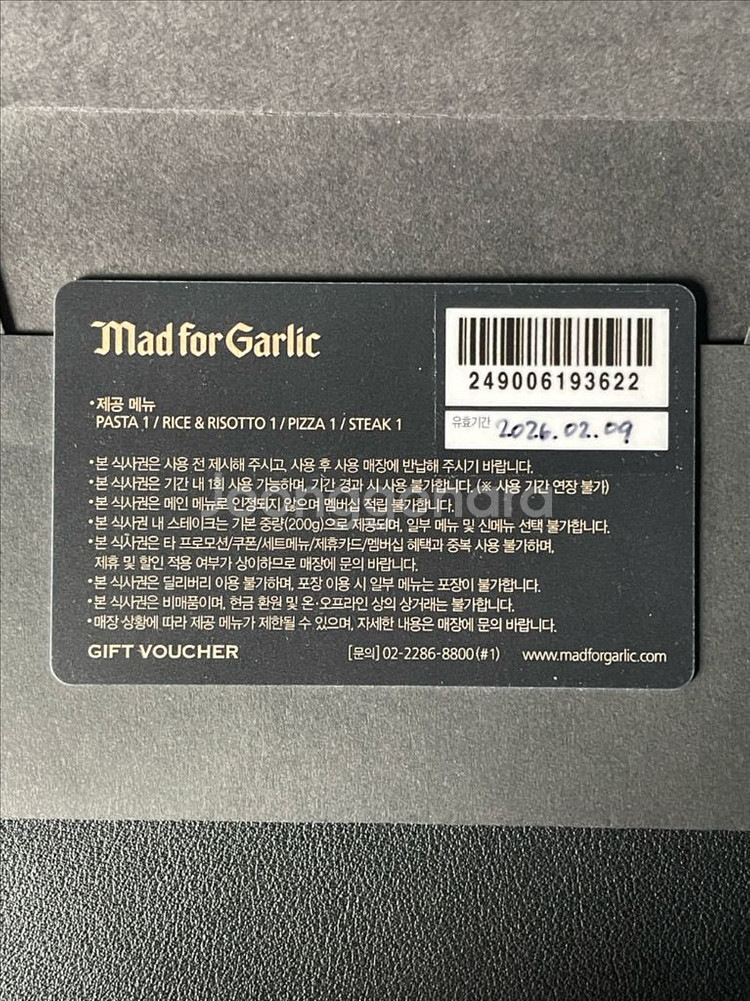 Mad for Garlic
249006193622
유효기간 2026.02.09
• 제공 메뉴
PASTA 1 / RICE & RISOTTO 1 / PIZZA 1 / STEAK 1
• 본 식사권은 사용 전 제시해 주시고, 사용 후 사용 매장에 반납해 주시기 바랍니다.
• 본 식사권은 기간 내 1회 사용 가능하며, 기간 경과 시 사용 불가합니다. (※ 사용 기간 연장 불가)
• 본 식사권은 메인 메뉴로 인정되지 않으며 멤버십 적립 불가합니다.
• 본 식사권 내 스테이크는 기본 중량(200g)으로 제공되며, 일부 메뉴 및 신메뉴 선택 불가합니다.
• 본 식사권은 타 프로모션/쿠폰/세트메뉴/제휴카드/멤버십 혜택과 중복 사용 불가하며,
제휴 및 할인 적용 여부가 상이하므로 매장에 문의 바랍니다.
• 본 식사권은 딜리버리 이용 불가하며, 포장 이용 시 일부 메뉴는 포장이 불가합니다.
• 본 식사권은 비매품이며, 현금 환원 및 온·오프라인 상의 상거래는 불가합니다.
• 매장 상황에 따라 제공 메뉴가 제한될 수 있으며, 자세한 내용은 매장에 문의 바랍니다.
GIFT VOUCHER [문의] 02-2286-8800(#1) www.madforgarlic.com
Joonggonara